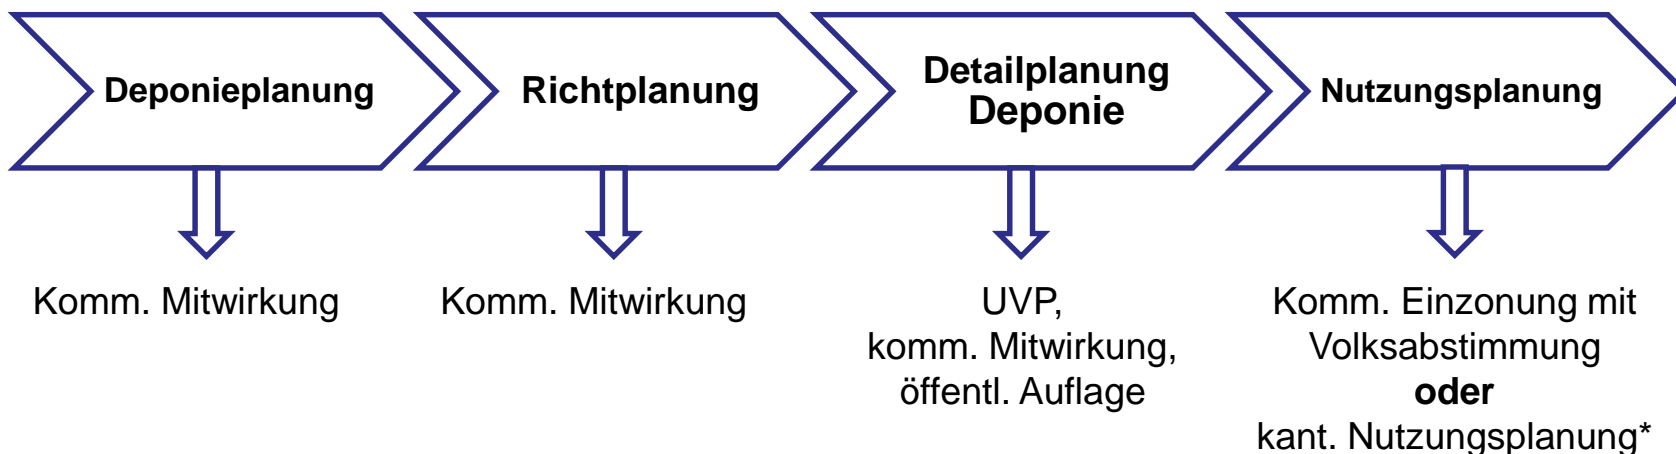 Deponieplanung
Richtplanung
Detailplanung
Deponie
Nutzungsplanung
Komm. Mitwirkung
Komm. Mitwirkung
UVP,
komm. Mitwirkung,
öffentl. Auflage
Komm. Einzonung mit
Volksabstimmung
oder
kant. Nutzungsplanung*